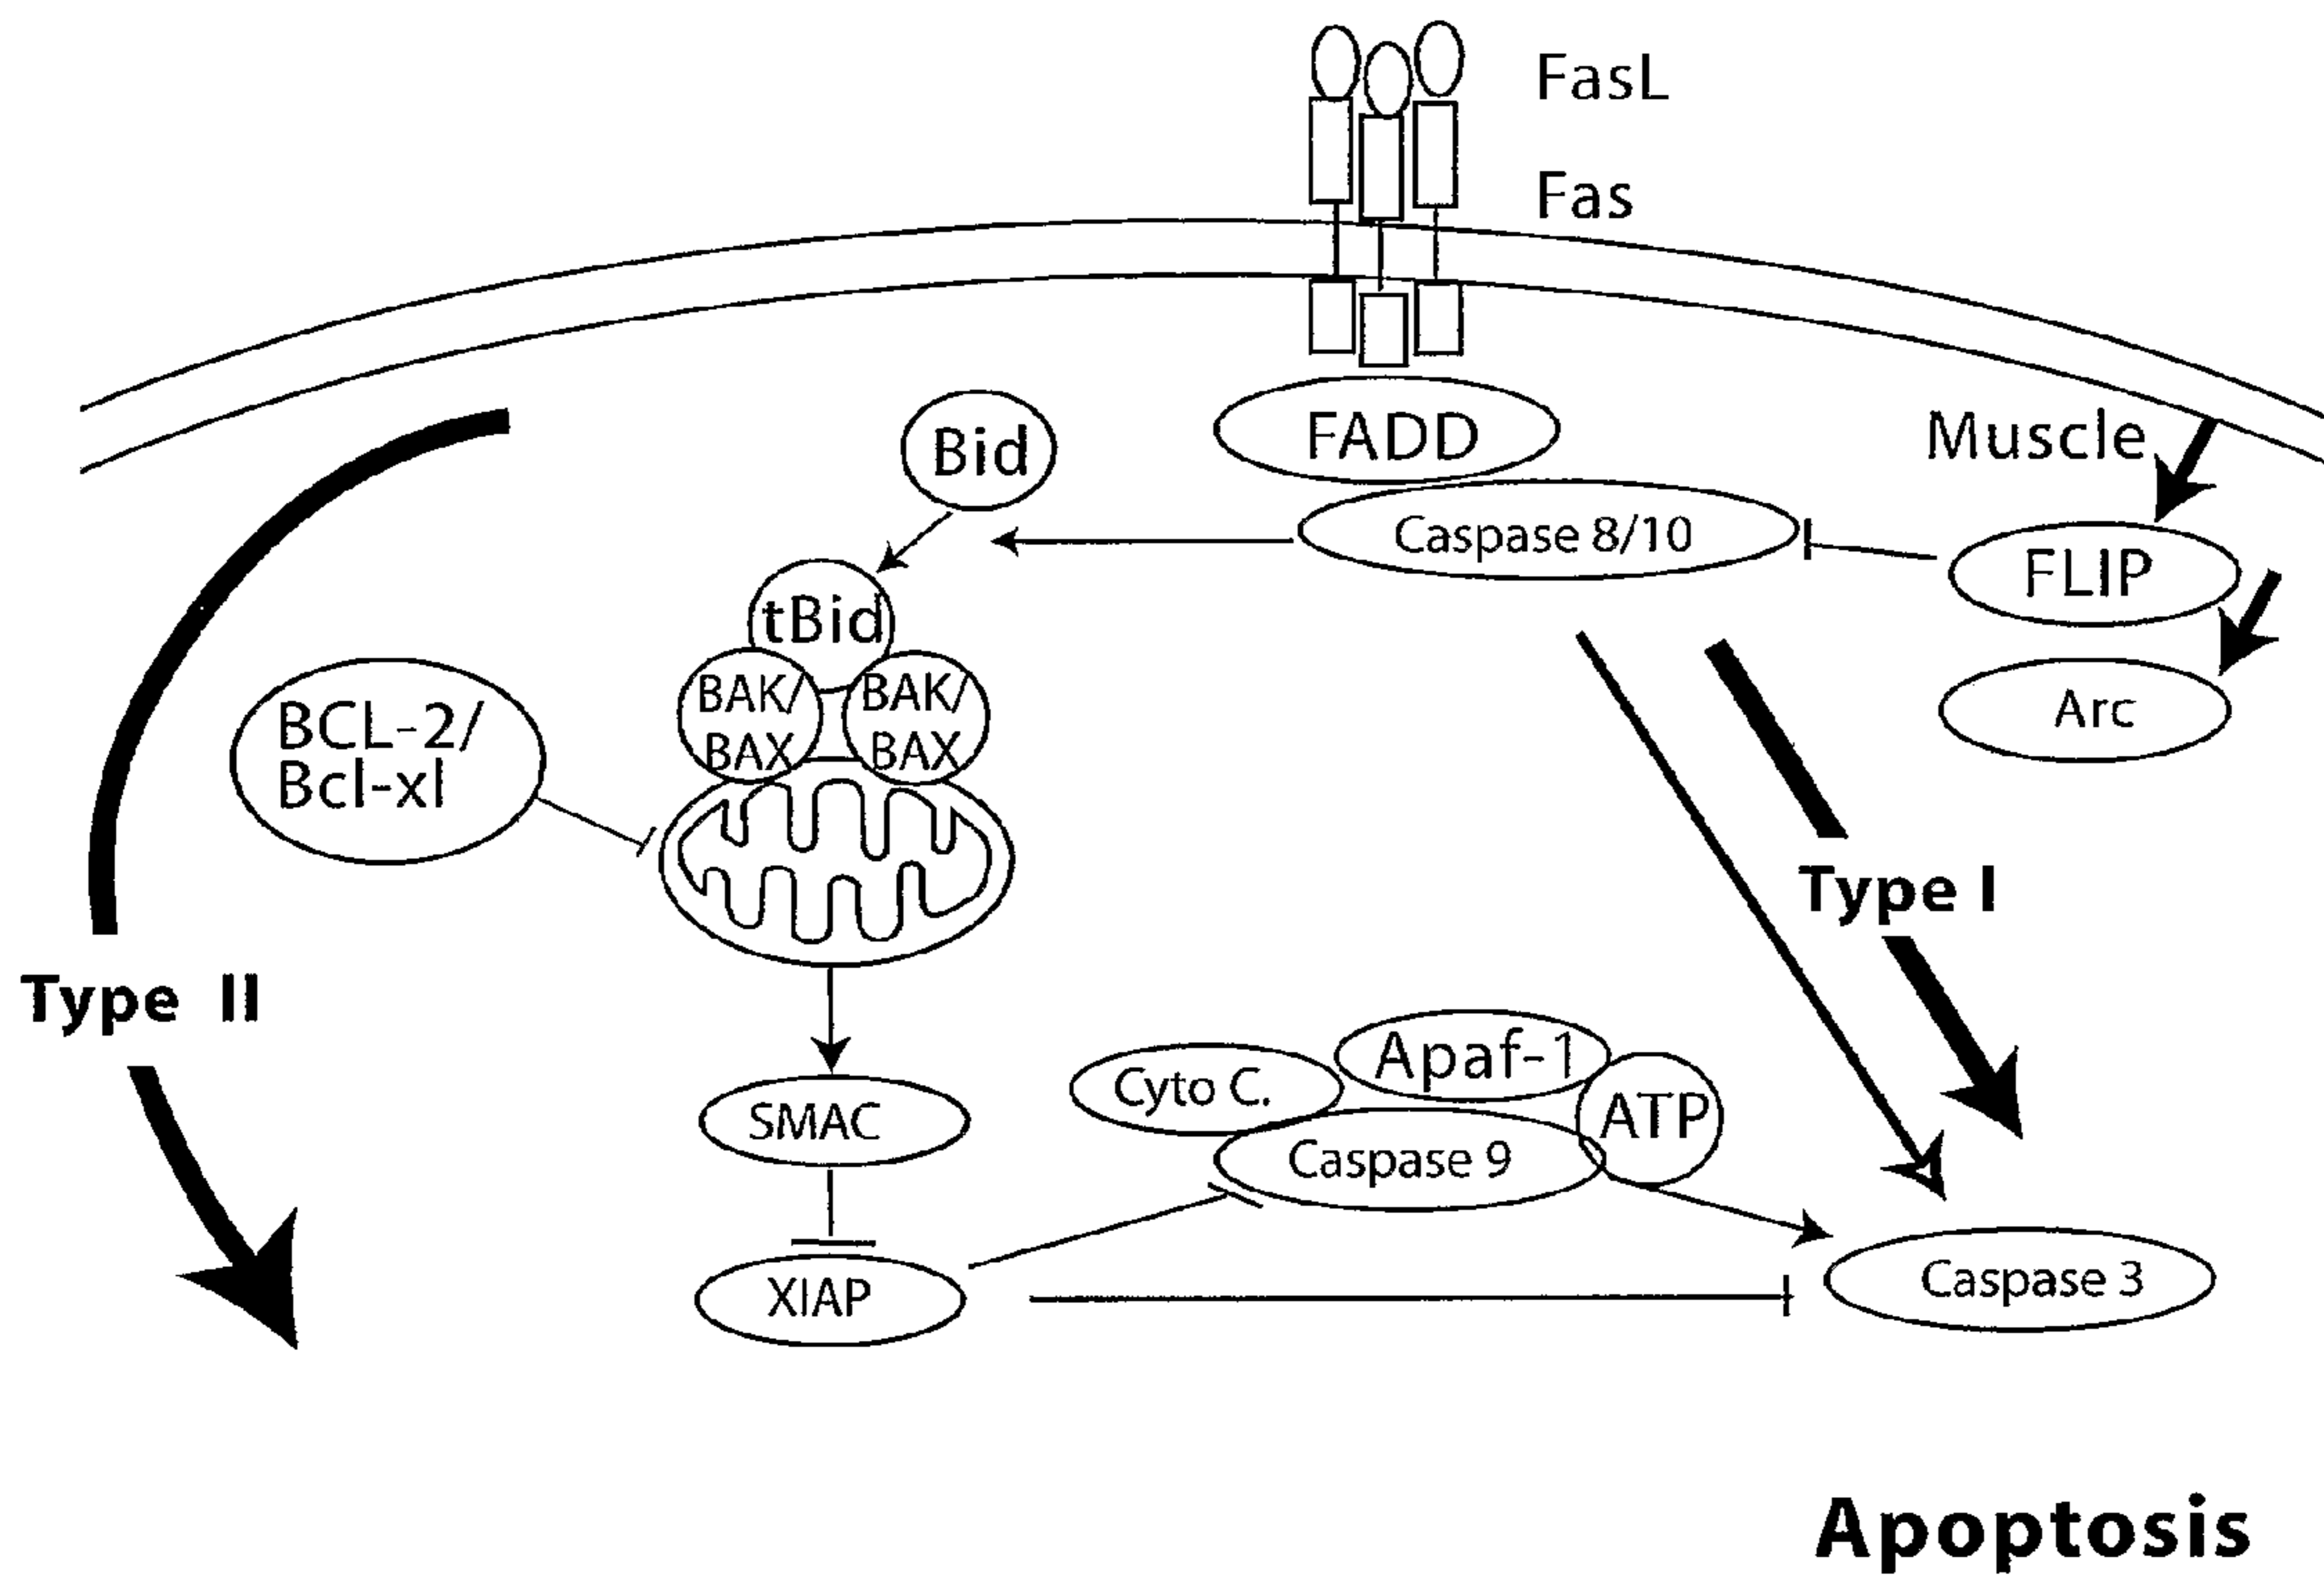 FasL
Fas
Bid
FADD
Muscle
Caspase 8/10
FLIP
tBid
BAK/
BAX
BAK/
BAX
Arc
BCL-2/
Bcl-xl
Type I
Type II
SMAC
Cyto C.
Apaf-1
ATP
Caspase 9
XIAP
Caspase 3
Apoptosis